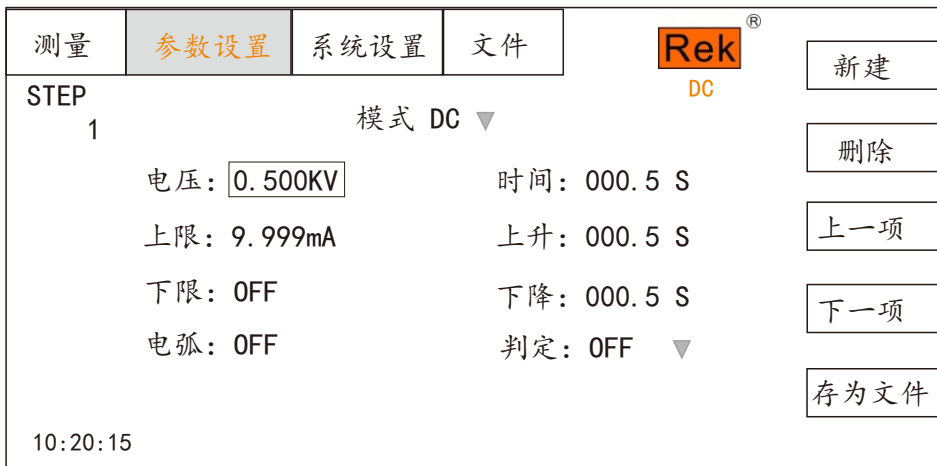 测量 参数设置 系统设置 文件 Rek ®
DC
新建
STEP
1
模式 DC ▼
删除
电压: 0.500KV 时间: 000.5 S
上一项
上限: 9.999mA 上升: 000.5 S
下限: OFF 下降: 000.5 S
下一项
电弧: OFF 判定: OFF ▼
存为文件
10:20:15